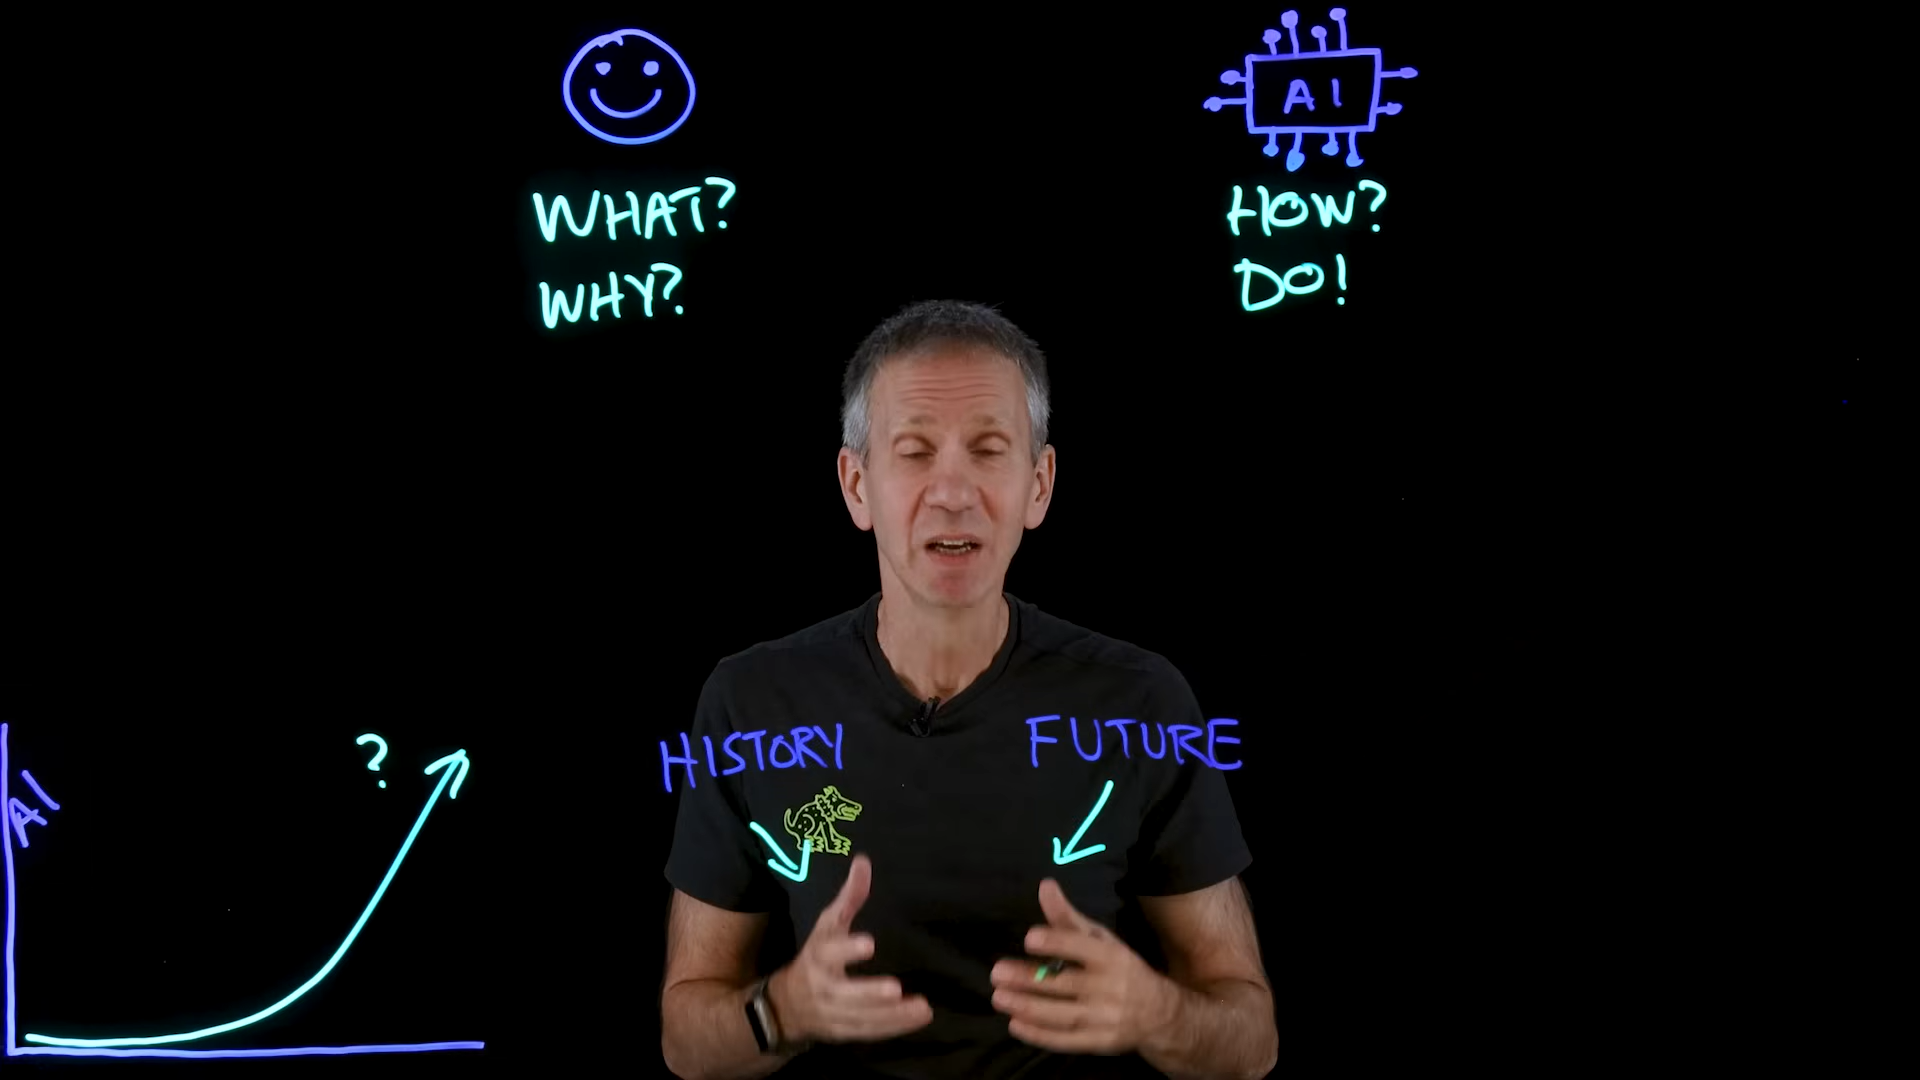 AI
WHAT?
WHY?
HOW?
DO!
HISTORY
FUTURE
?
AI